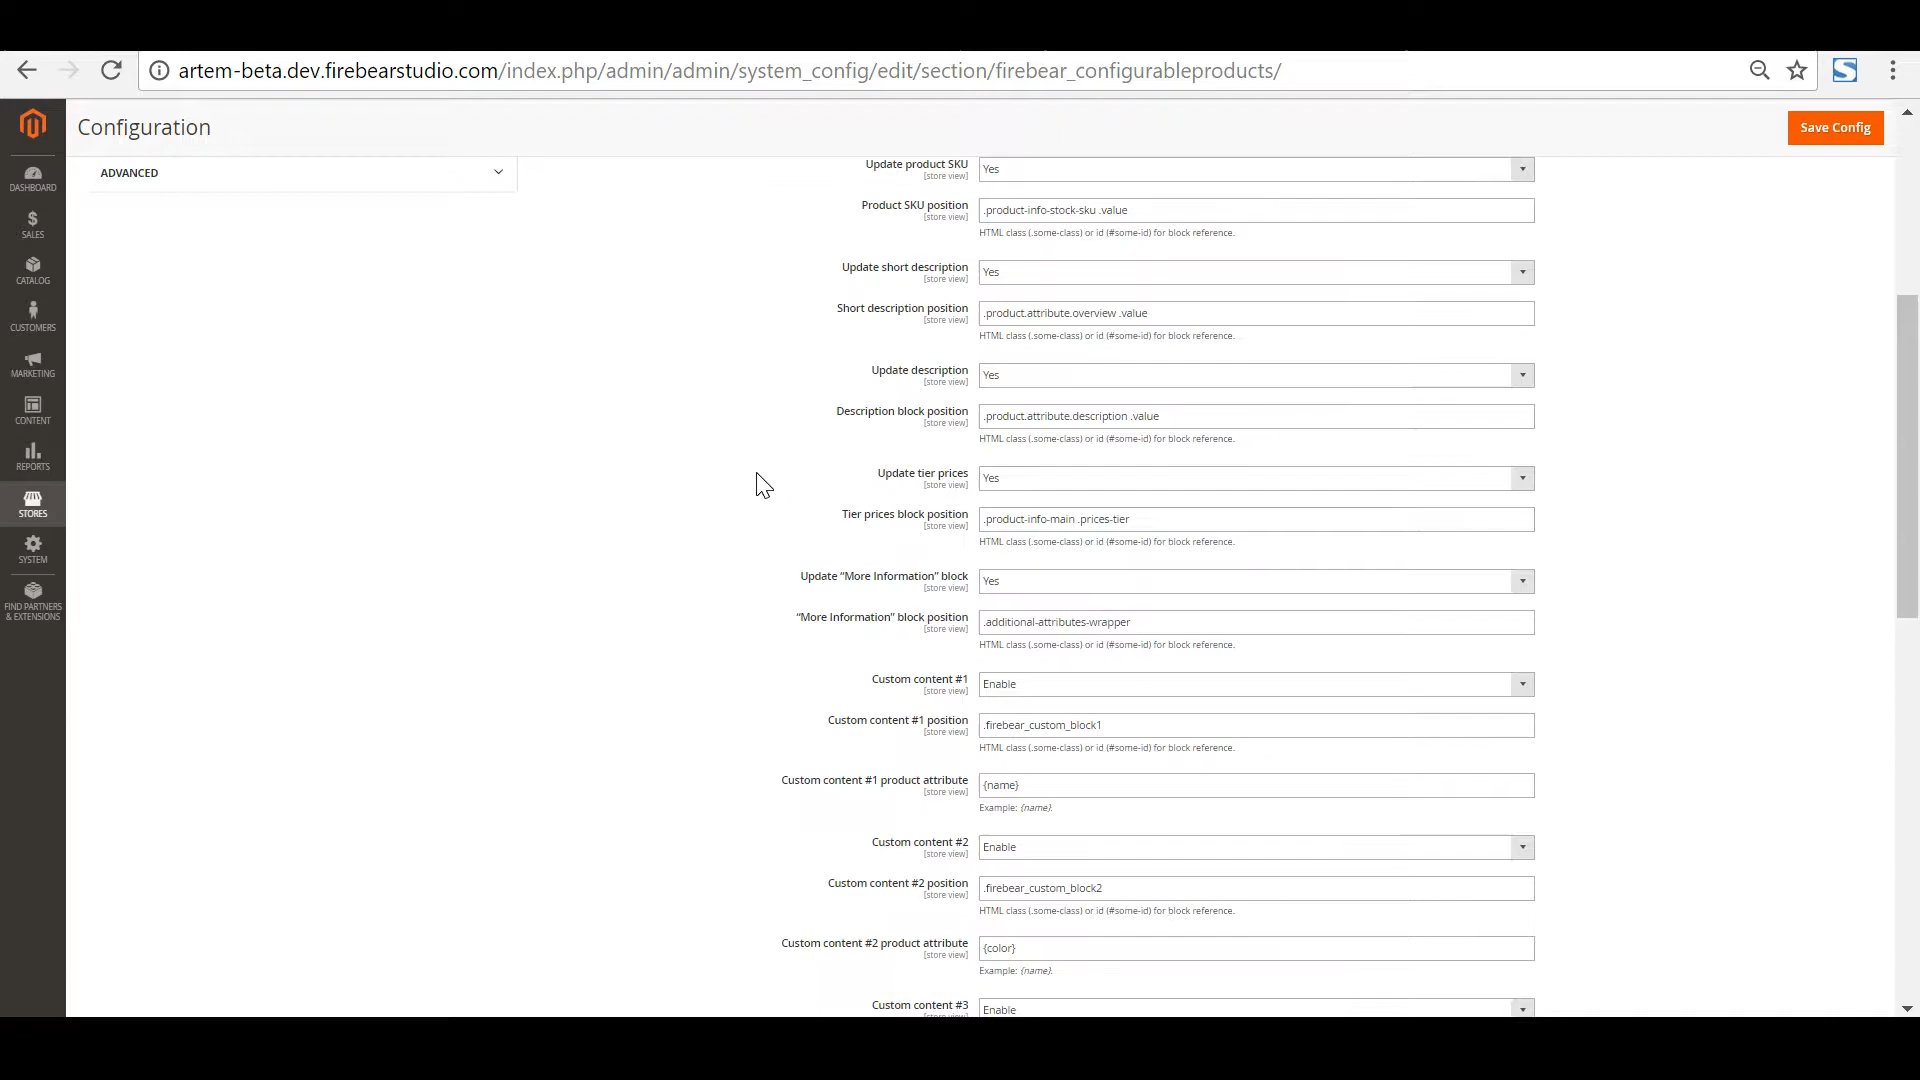 artem-beta.dev.firebearstudio.com/index.php/admin/admin/system_config/edit/section/firebear_configurableproducts/
Configuration
Save Config
DASHBOARD
SALES
CATALOG
CUSTOMERS
MARKETING
CONTENT
REPORTS
STORES
SYSTEM
FIND PARTNERS
& EXTENSIONS
ADVANCED
Update product SKU
[store view]
Yes
Product SKU position
[store view]
.product-info-stock-sku .value
HTML class (.some-class) or id (#some-id) for block reference.
Update short description
[store view]
Yes
Short description position
[store view]
.product.attribute.overview .value
HTML class (.some-class) or id (#some-id) for block reference.
Update description
[store view]
Yes
Description block position
[store view]
.product.attribute.description .value
HTML class (.some-class) or id (#some-id) for block reference.
Update tier prices
[store view]
Yes
Tier prices block position
[store view]
.product-info-main .prices-tier
HTML class (.some-class) or id (#some-id) for block reference.
Update “More Information” block
[store view]
Yes
“More Information” block position
[store view]
.additional-attributes-wrapper
HTML class (.some-class) or id (#some-id) for block reference.
Custom content #1
[store view]
Enable
Custom content #1 position
[store view]
.firebear_custom_block1
HTML class (.some-class) or id (#some-id) for block reference.
Custom content #1 product attribute
[store view]
{name}
Example: {name}.
Custom content #2
[store view]
Enable
Custom content #2 position
[store view]
.firebear_custom_block2
HTML class (.some-class) or id (#some-id) for block reference.
Custom content #2 product attribute
[store view]
{color}
Example: {name}.
Custom content #3
[store view]
Enable